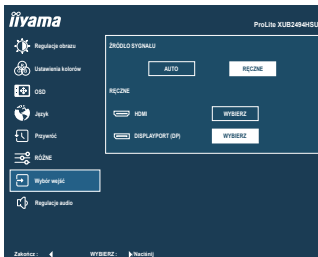 iiyama
ProLite XUB2494HSU
Regulacje obrazu
Ustawienia kolorów
OSD
Język
Przywróć
RÓŻNE
Wybór wejść
Regulacje audio
ŹRÓDŁO SYGNAŁU
AUTO RĘCZNE
RĘCZNE
HDMI WYBIERZ
DISPLAYPORT (DP) WYBIERZ
Zakończ : WYBIERZ : Naciśnij